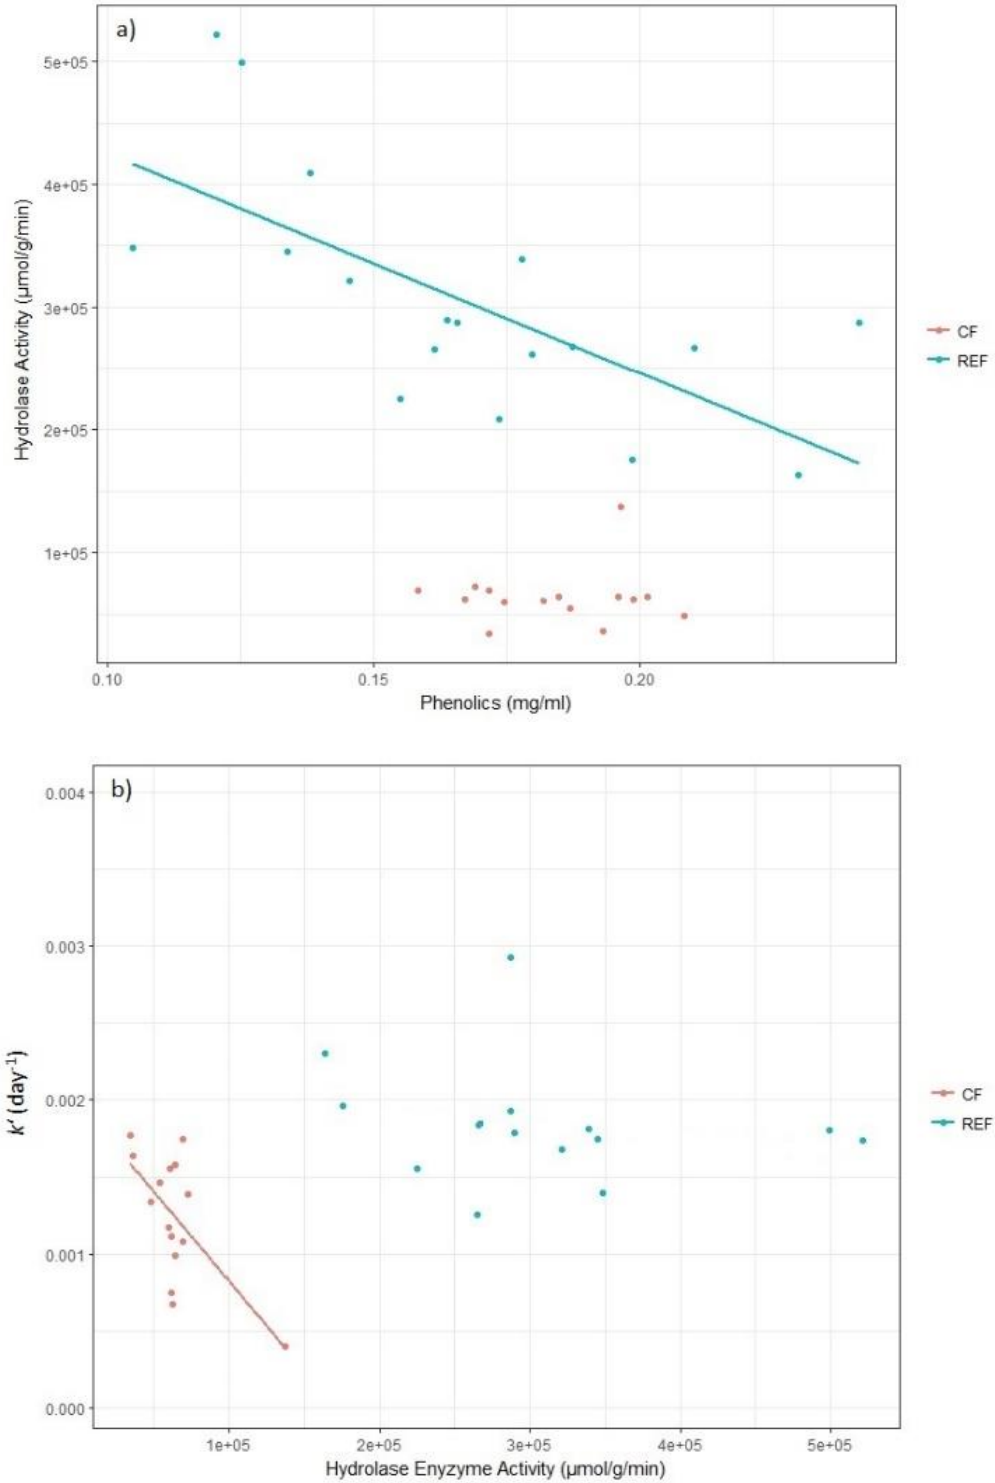 a)
5e+05
4e+05
3e+05
2e+05
1e+05
Hydrolase Activity (µmol/g/min)
0.10 0.15 0.20
Phenolics (mg/ml)
CF
REF
b)
0.004
0.003
0.002
0.001
0.000
k′ (day⁻¹)
1e+05 2e+05 3e+05 4e+05 5e+05
Hydrolase Enyzyme Activity (µmol/g/min)
CF
REF